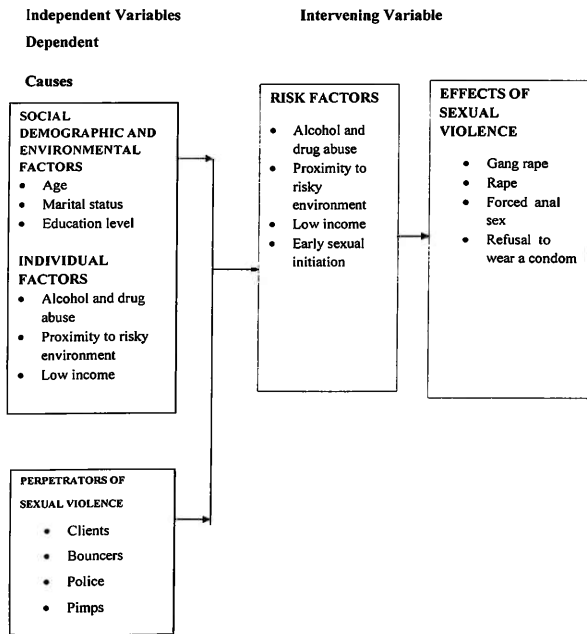 Independent Variables Intervening Variable
Dependent
Causes
SOCIAL
DEMOGRAPHIC AND
ENVIRONMENTAL
FACTORS
• Age
• Marital status
• Education level
INDIVIDUAL
FACTORS
• Alcohol and drug
abuse
• Proximity to risky
environment
• Low income
PERPETRATORS OF
SEXUAL VIOLENCE
• Clients
• Bouncers
• Police
• Pimps
RISK FACTORS
• Alcohol and
drug abuse
• Proximity to
risky
environment
• Low income
• Early sexual
initiation
EFFECTS OF
SEXUAL
VIOLENCE
• Gang rape
• Rape
• Forced anal
sex
• Refusal to
wear a condom